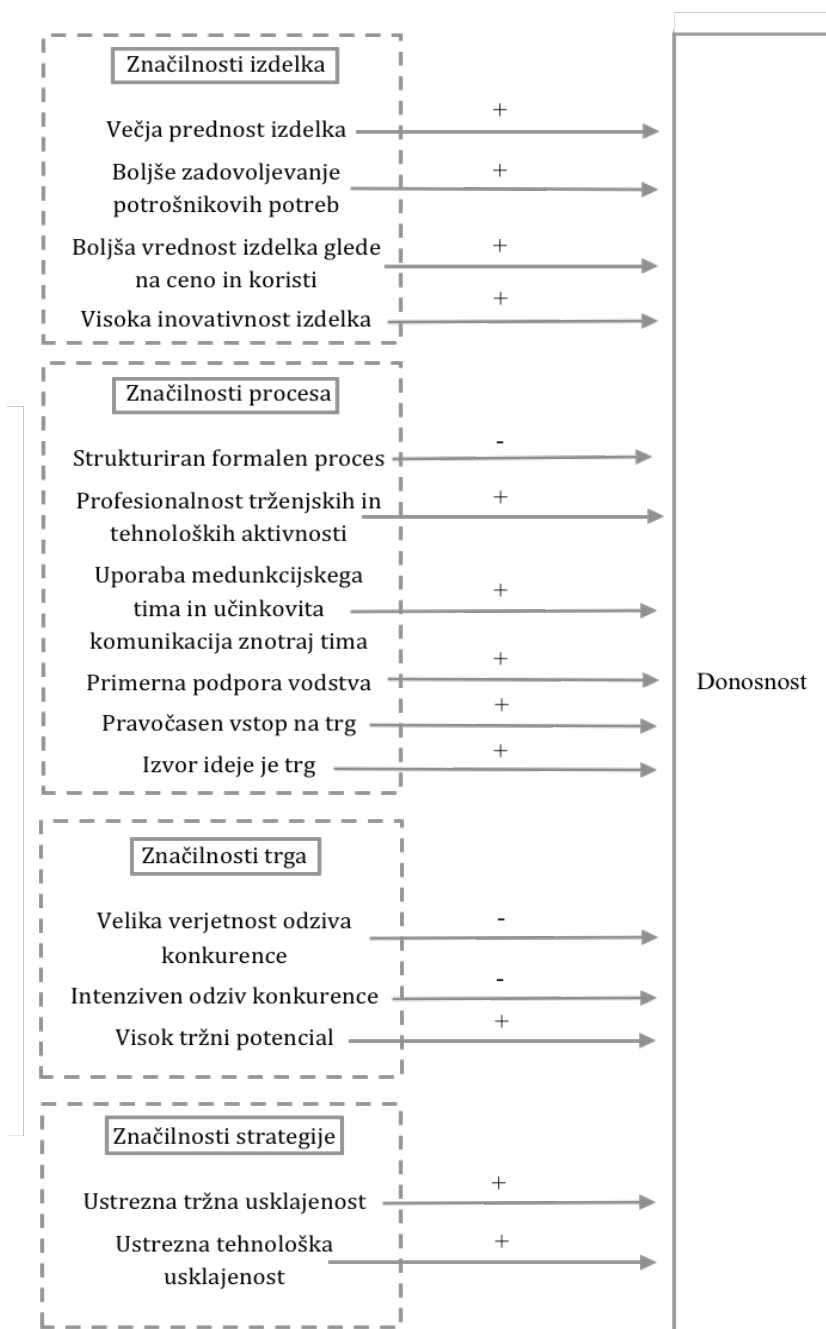 Značilnosti izdelka
Večja prednost izdelka
+
Boljše zadovoljevanje
potrošnikovih potreb
+
Boljša vrednost izdelka glede
na ceno in koristi
+
Visoka inovativnost izdelka
+
Značilnosti procesa
Strukturiran formalen proces
-
Profesionalnost trženjskih in
tehnoloških aktivnosti
+
Uporaba medunkcijskega
tima in učinkovita
komunikacija znotraj tima
+
Primerna podpora vodstva
+
Pravočasen vstop na trg
+
Izvor ideje je trg
+
Značilnosti trga
Velika verjetnost odziva
konkurence
-
Intenziven odziv konkurence
-
Visok tržni potencial
+
Značilnosti strategije
Ustrezna tržna usklajenost
+
Ustrezna tehnološka
usklajenost
+
Donosnost